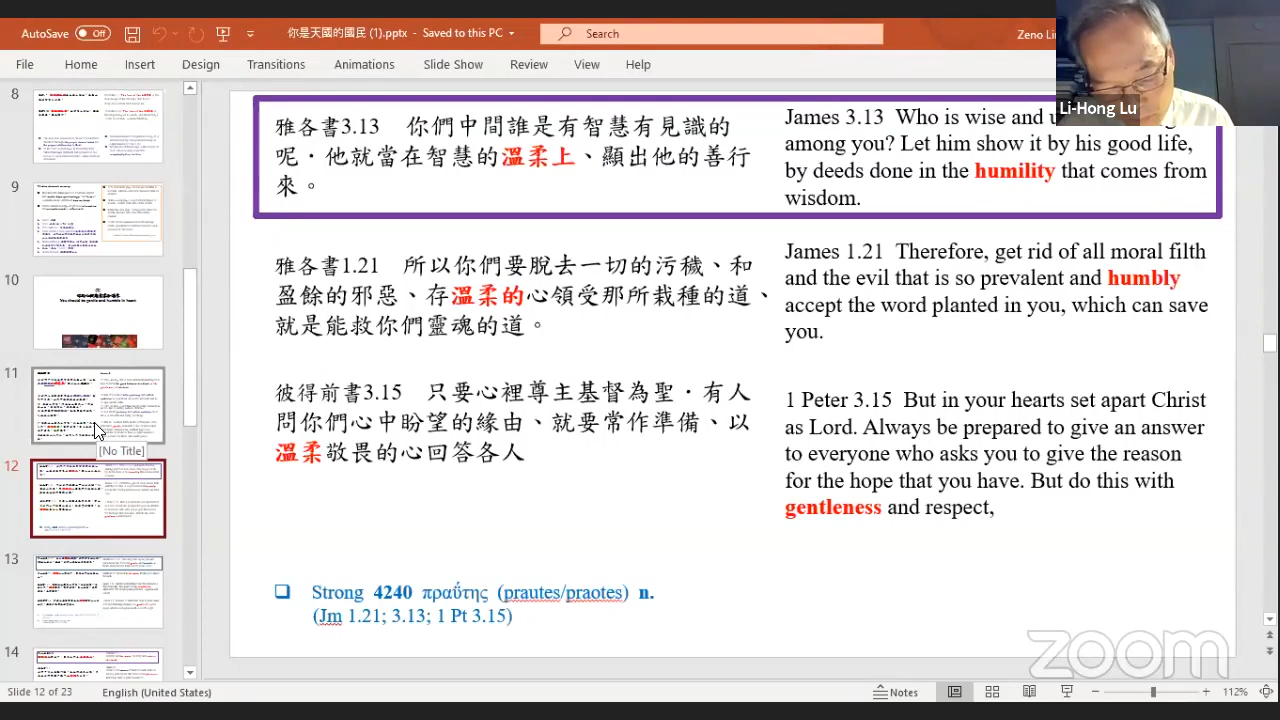 AutoSave
Off
你是天國的國民 (1).pptx - Saved to this PC
Search
Zeno
File
Home
Insert
Design
Transitions
Animations
Slide Show
Review
View
Help
Li-Hong Lu
8
9
10
11
[No Title]
12
13
14
雅各書3.13 你們中間誰是有智慧有見識的
呢．他就當在智慧的溫柔上、顯出他的善行
來。
James 3.13 Who is wise and
among you? Let him show it by his good life,
by deeds done in the humility that comes from
wisdom.
雅各書1.21 所以你們要脫去一切的污穢、和
盈餘的邪惡、存溫柔的心領受那所栽種的道、
就是能救你們靈魂的道。
James 1.21 Therefore, get rid of all moral filth
and the evil that is so prevalent and humbly
accept the word planted in you, which can save
you.
彼得前書3.15 只要心裡尊主基督為聖．有人
問你們心中盼望的緣由、就要常作準備、以
溫柔敬畏的心回答各人
1 Peter 3.15 But in your hearts set apart Christ
as Lord. Always be prepared to give an answer
to everyone who asks you to give the reason
for the hope that you have. But do this with
gentleness and respect,
❑ Strong 4240 πραΰτης (prautes/praotes) n.
(Jm 1.21; 3.13; 1 Pt 3.15)
zoom
Slide 12 of 23
English (United States)
Notes
112%